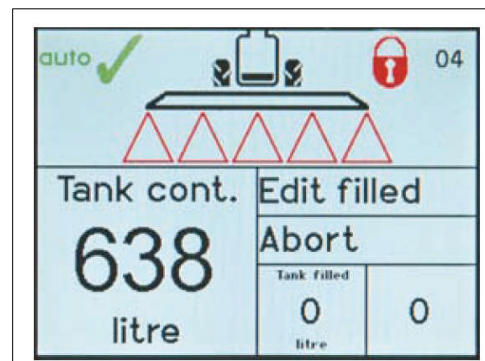 auto
04
Tank cont.
638
litre
Edit filled
Abort
Tank filled
0
litre
0